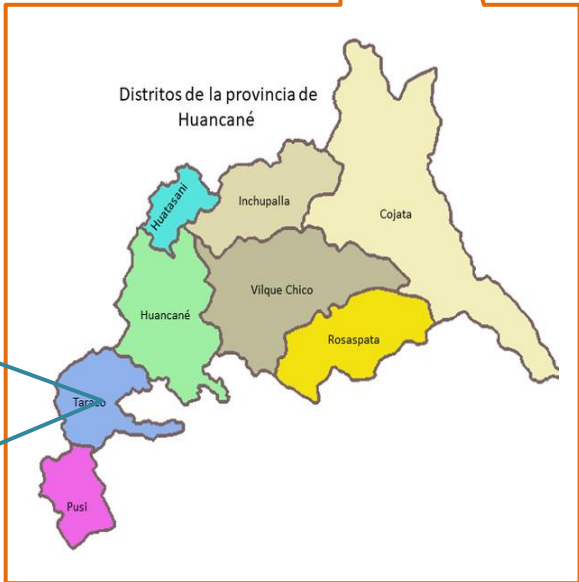 Distritos de la provincia de
Huancané
Huatasani
Inchupalla
Cojata
Huancané
Vilque Chico
Rosaspata
Taraco
Pusi